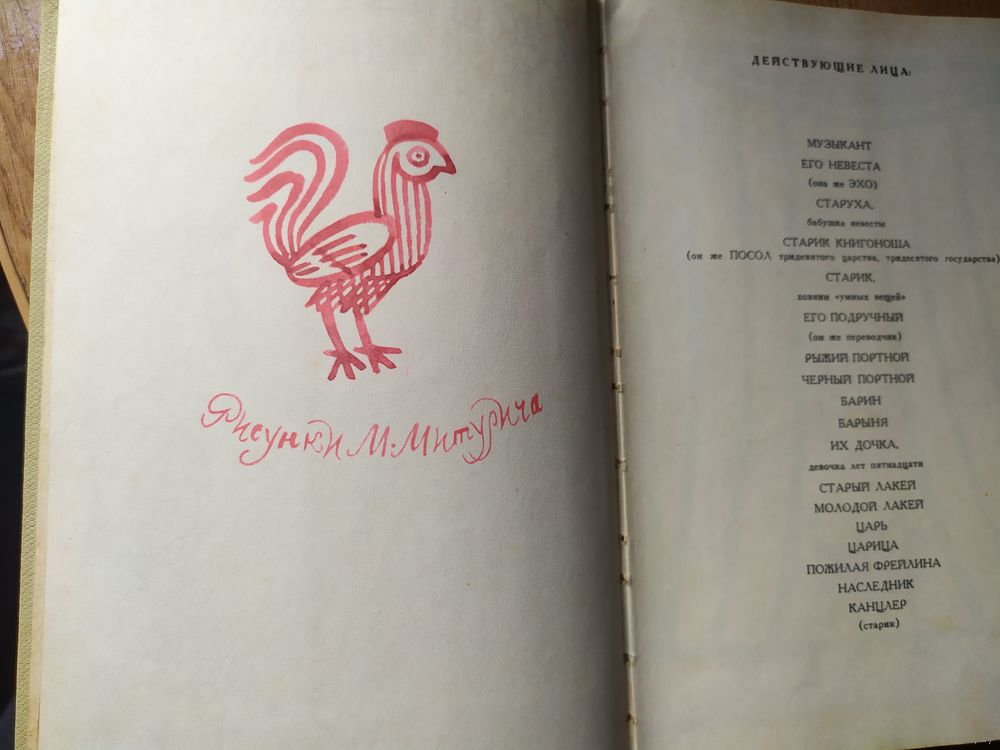 Рисунки М. Митурича
ДЕЙСТВУЮЩИЕ ЛИЦА:
МУЗЫКАНТ
ЕГО НЕВЕСТА
(она же ЭХО)
СТАРУХА,
бабушка невесты
СТАРИК КНИГОНОША
(он же ПОСОЛ тридевятого царства, тридесятого государства)
СТАРИК,
хозяин «умных вещей»
ЕГО ПОДРУЧНЫЙ
(он же переводчик)
РЫЖИЙ ПОРТНОЙ
ЧЕРНЫЙ ПОРТНОЙ
БАРИН
БАРЫНЯ
ИХ ДОЧКА,
девочка лет пятнадцати
СТАРЫЙ ЛАКЕЙ
МОЛОДОЙ ЛАКЕЙ
ЦАРЬ
ЦАРИЦА
ПОЖИЛАЯ ФРЕЙЛИНА
НАСЛЕДНИК
КАНЦЛЕР
(старик)